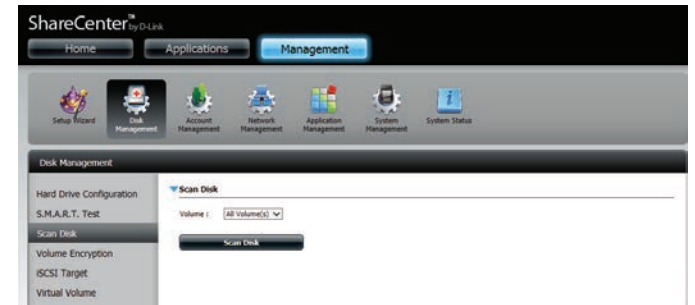 ShareCenter™ by D-Link
Home Applications Management
Setup Wizard Disk Management Account Management Network Management Application Management System Management System Status
Disk Management
Hard Drive Configuration
S.M.A.R.T. Test
Scan Disk
Volume Encryption
iSCSI Target
Virtual Volume
Scan Disk
Volume : All Volume(s)
Scan Disk